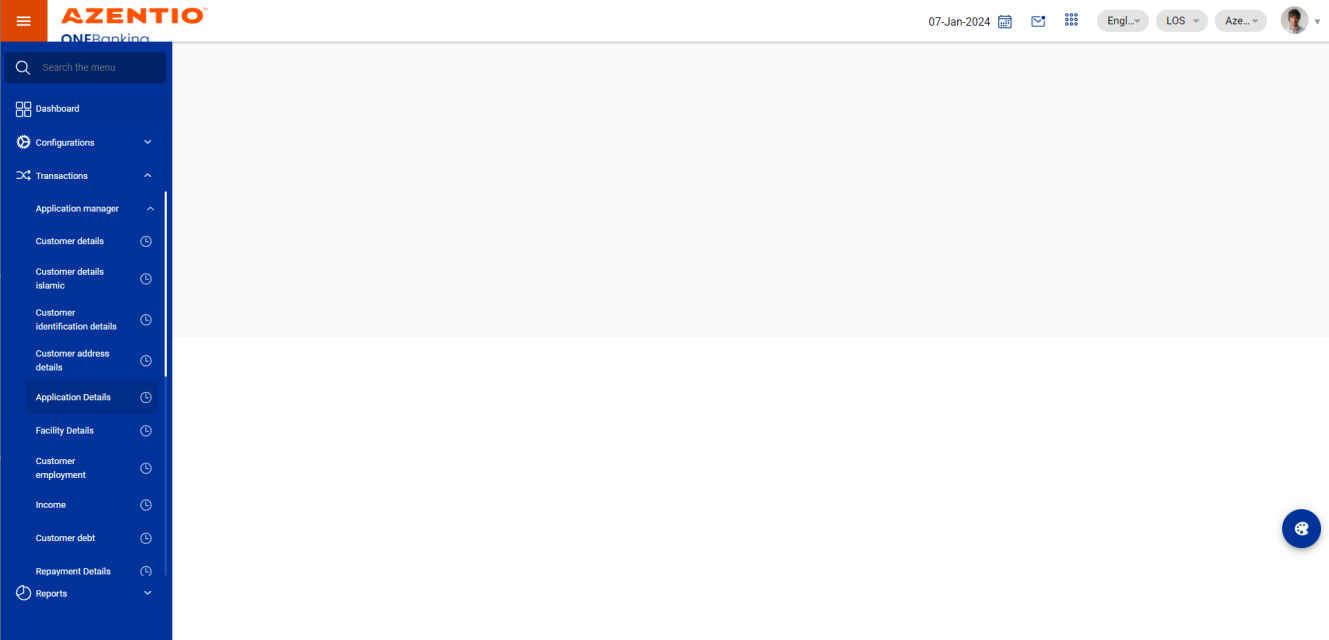 AZENTIO™
ONEBanking
07-Jan-2024
Engl...
LOS
Aze...
Search the menu
Dashboard
Configurations
Transactions
Application manager
Customer details
Customer details
islamic
Customer
identification details
Customer address
details
Application Details
Facility Details
Customer
employment
Income
Customer debt
Repayment Details
Reports